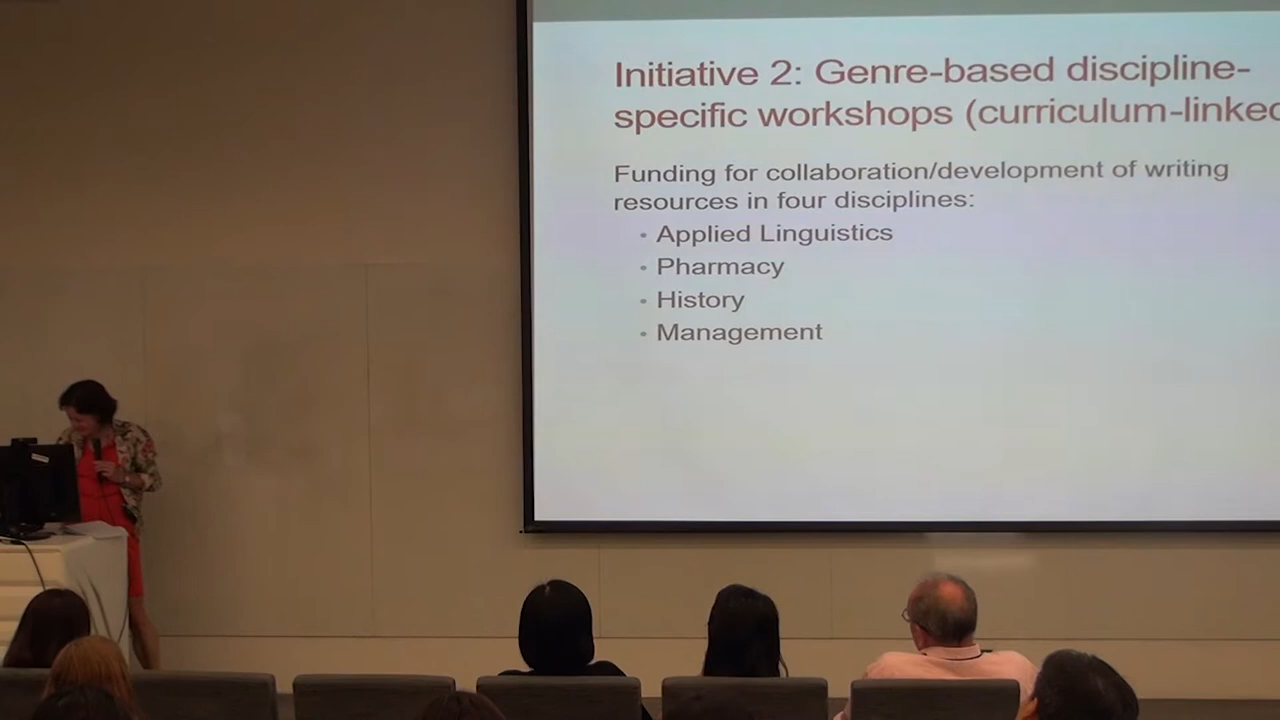 Initiative 2: Genre-based discipline-
specific workshops (curriculum-linked
Funding for collaboration/development of writing
resources in four disciplines:
• Applied Linguistics
• Pharmacy
• History
• Management